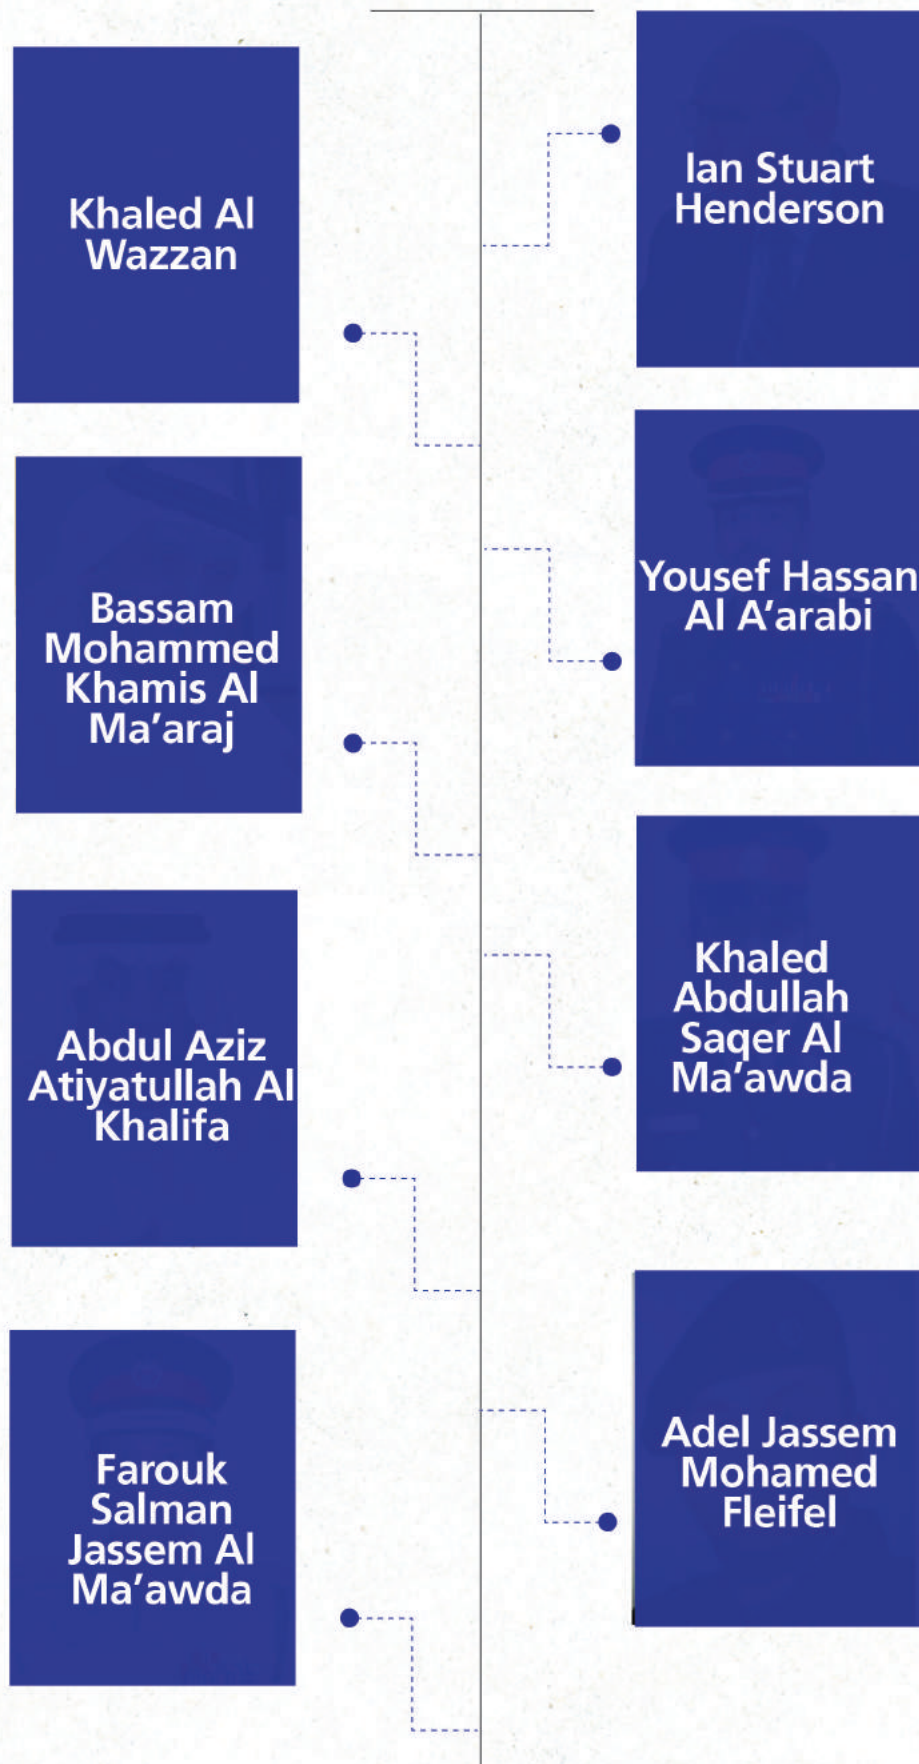 Ian Stuart
Henderson
Khaled Al
Wazzan
Yousef Hassan
Al A'arabi
Bassam
Mohammed
Khamis Al
Ma'araj
Khaled
Abdullah
Saqer Al
Ma'awda
Abdul Aziz
Atiyatullah Al
Khalifa
Adel Jassem
Mohamed
Fleifel
Farouk
Salman
Jassem Al
Ma'awda